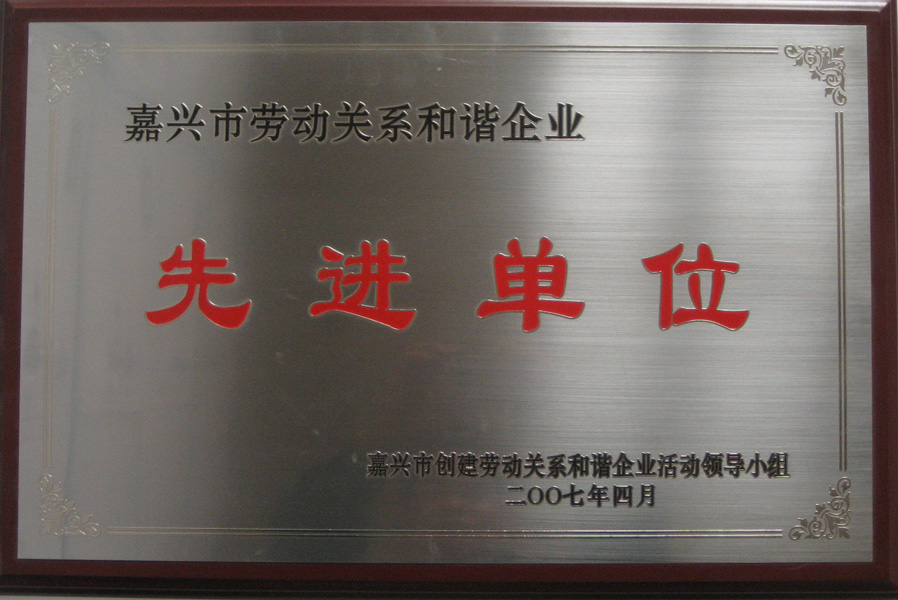 嘉兴市劳动关系和谐企业
先进单位
嘉兴市创建劳动关系和谐企业活动领导小组
二〇〇七年四月